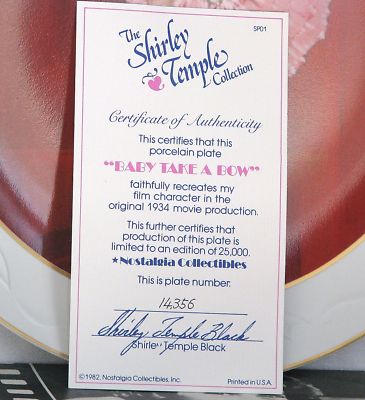 SP01
The
Shirley
Temple
Collection
Certificate of Authenticity
This certifies that this
porcelain plate
"BABY TAKE A BOW"
faithfully recreates my
film character in the
original 1934 movie production.
This further certifies that
production of this plate is
limited to an edition of 25,000.
★Nostalgia Collectibles
This is plate number:
14,356
Shirley Temple Black
Shirley Temple Black
©1982, Nostalgia Collectibles, Inc.
Printed in U.S.A.